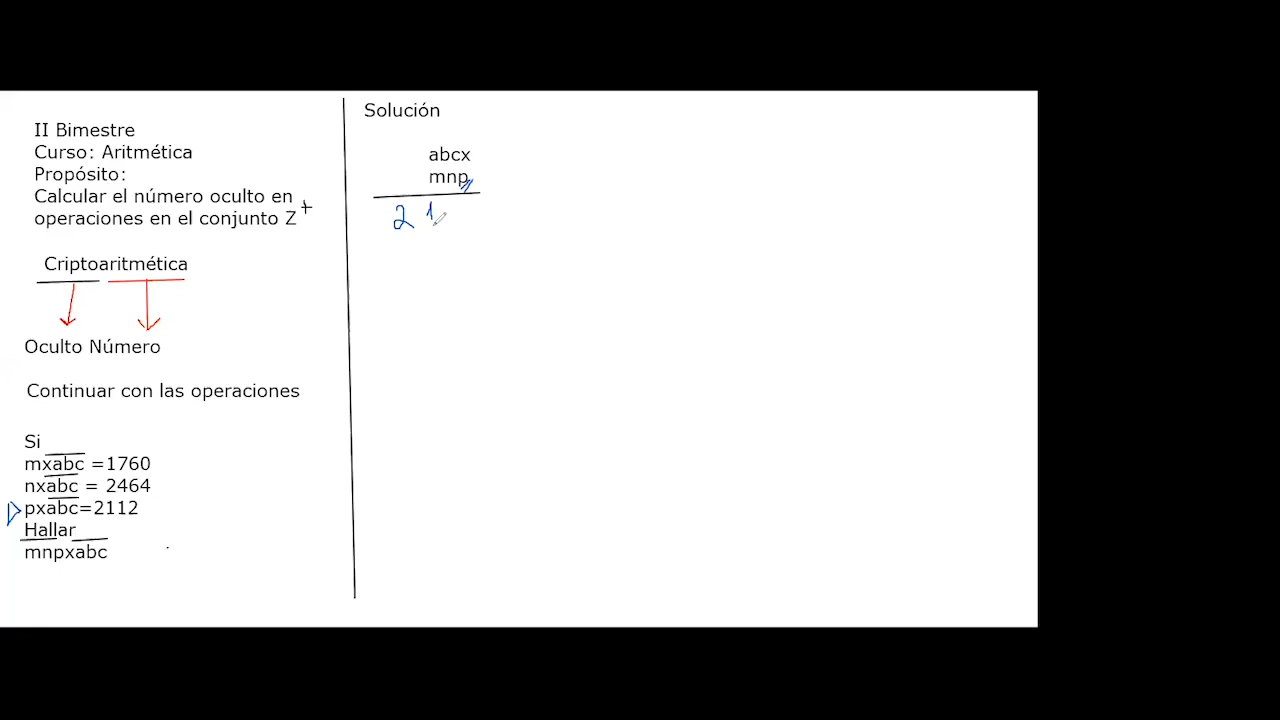 II Bimestre
Curso: Aritmética
Propósito:
Calcular el número oculto en
operaciones en el conjunto Z +
Criptoaritmética
Oculto Número
Continuar con las operaciones
Si
mxabc =1760
nxabc = 2464
pxabc=2112
Hallar
mnpxabc
Solución
abcx
mnp
2 1